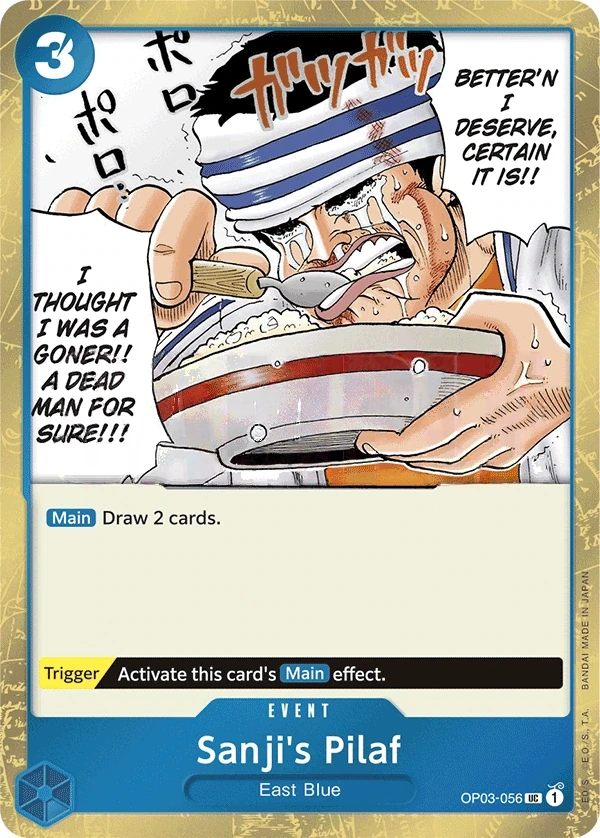 3
ポロ
ポロ
ガツガツ
BETTER'N
I
DESERVE,
CERTAIN
IT IS!!
I
THOUGHT
I WAS A
GONER!!
A DEAD
MAN FOR
SURE!!!
Main Draw 2 cards.
Trigger Activate this card's Main effect.
EVENT
Sanji's Pilaf
East Blue
OP03-056 UC 1
©E.O./S, T.A. BANDAI MADE IN JAPAN